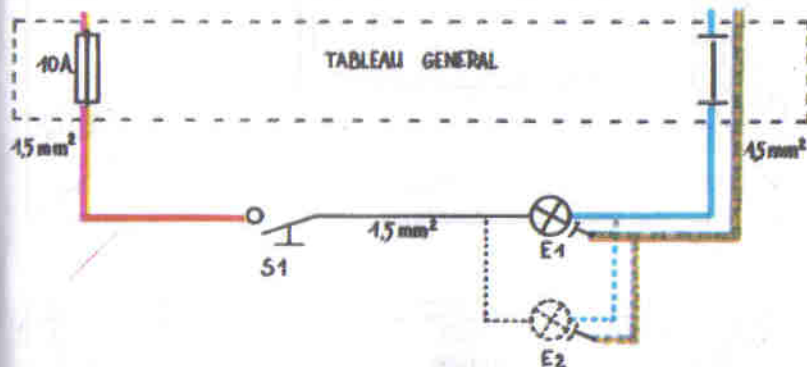 10A
TABLEAU GENERAL
1,5 mm²
1,5 mm²
1,5 mm²
S1
E1
E2